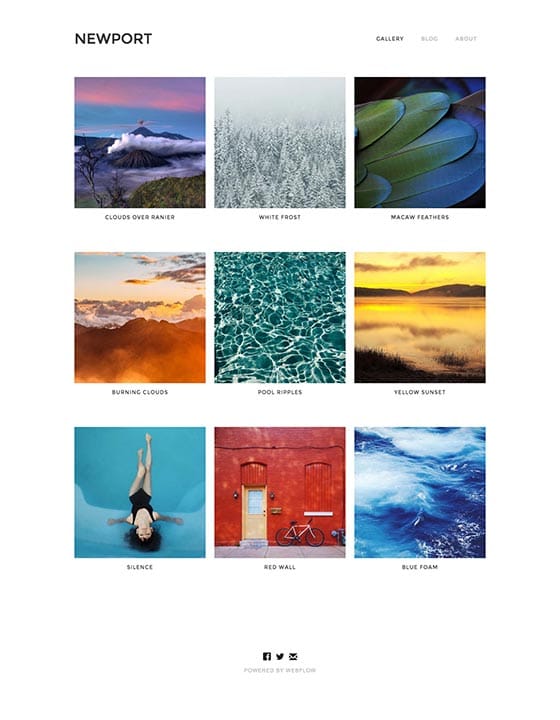 NEWPORT
GALLERY BLOG ABOUT
CLOUDS OVER RANIER
WHITE FROST
MACAW FEATHERS
BURNING CLOUDS
POOL RIPPLES
YELLOW SUNSET
SILENCE
RED WALL
BLUE FOAM
POWERED BY WEBFLOW